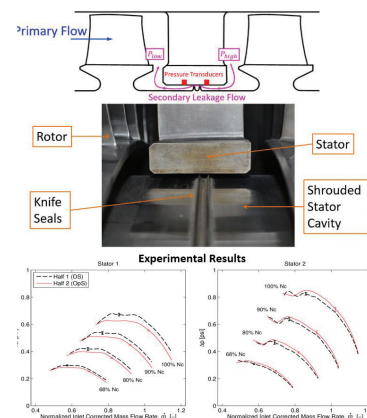 Primary Flow
P_low
P_high
Pressure Transducers
Secondary Leakage Flow
Rotor
Stator
Knife
Seals
Shrouded
Stator
Cavity
Experimental Results
Stator 1
Stator 2
Half 1 (DS)
Half 2 (OpS)
1
0.8
0.6
0.4
0.2
0
68% Nc
80% Nc
90% Nc
100% Nc
0.4 0.6 0.8 1 1.2
Normalized Inlet Corrected Mass Flow Rate,
Δp [psi]
1
0.8
0.6
0.4
0.2
0
100% Nc
90% Nc
80% Nc
68% Nc
0.4 0.6 0.8 1 1.2
Normalized Inlet Corrected Mass Flow Rate,